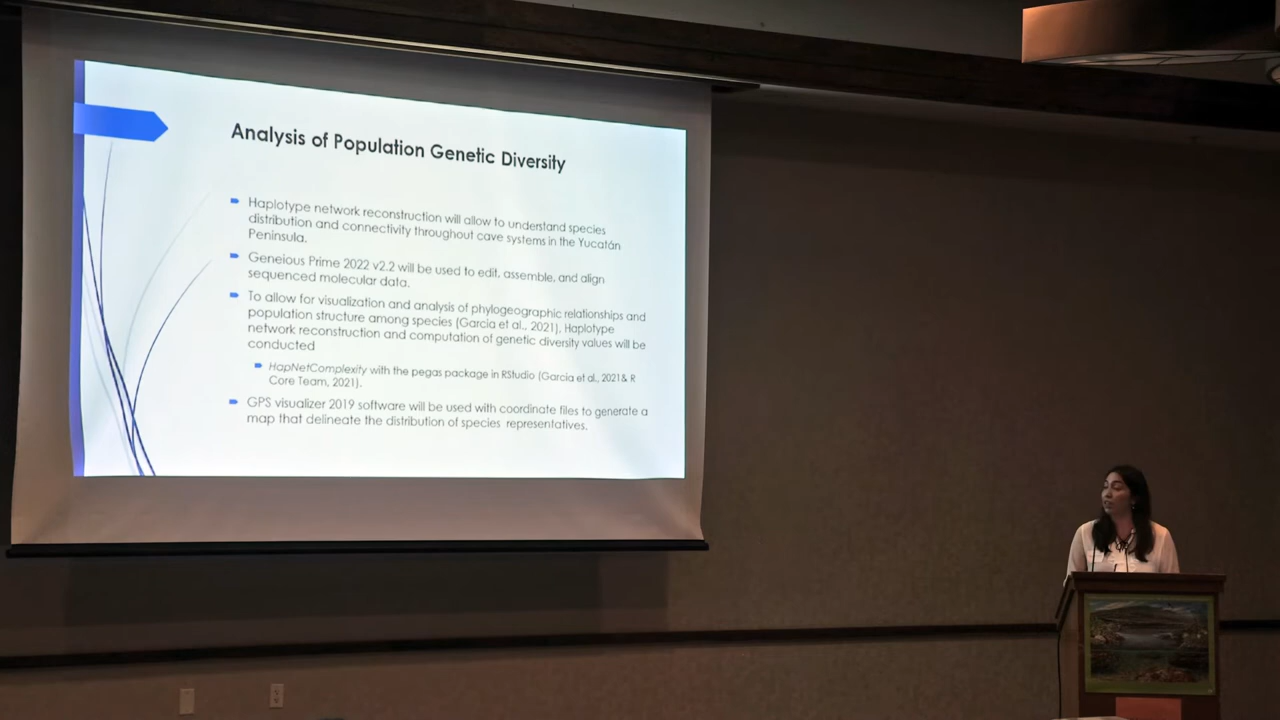 Analysis of Population Genetic Diversity
Haplotype network reconstruction will allow to understand species
distribution and connectivity throughout cave systems in the Yucatán
Peninsula.
Geneious Prime 2022 v2.2 will be used to edit, assemble, and align
sequenced molecular data.
To allow for visualization and analysis of phylogeographic relationships and
population structure among species (Garcia et al., 2021), Haplotype
network reconstruction and computation of genetic diversity values will be
conducted
HapNetComplexity with the pegas package in RStudio (Garcia et al., 2021& R
Core Team, 2021).
GPS visualizer 2019 software will be used with coordinate files to generate a
map that delineate the distribution of species representatives.